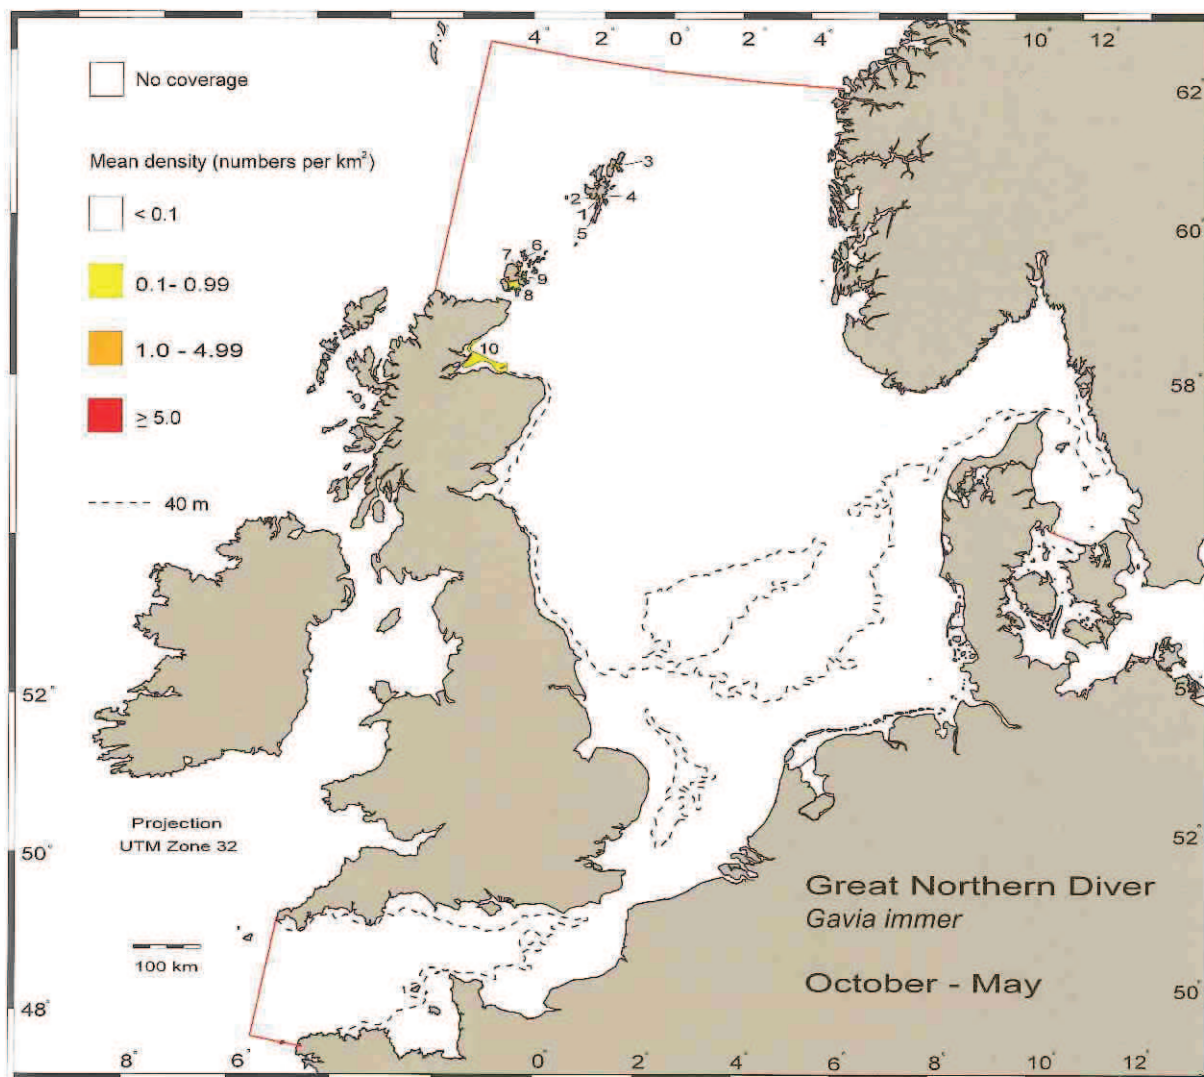 4° 2° 0° 2° 4° 10° 12°
No coverage
62°
Mean density (numbers per km²)
3
< 0.1
2 4
1
60°
5
7 6
0.1- 0.99
9
8
1.0 - 4.99
10
58°
≥ 5.0
40 m
52°
Projection
UTM Zone 32
52°
50°
Great Northern Diver
Gavia immer
100 km
October - May
12
50°
48°
8° 6° 0° 2° 4° 6° 8° 10° 12°